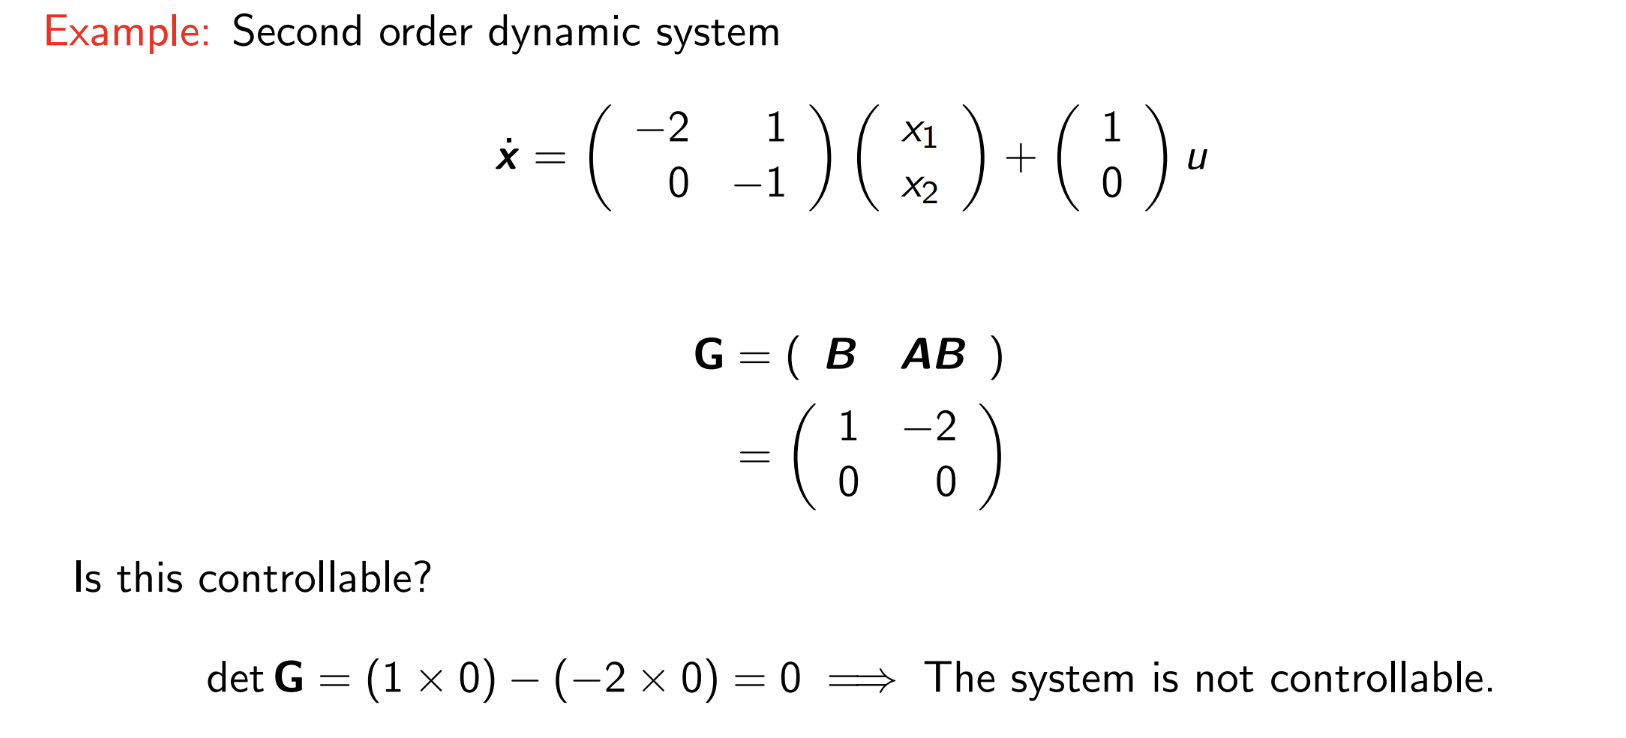 Example: Second order dynamic system
ẋ = ( −2 1 ; 0 −1 ) ( x₁ ; x₂ ) + ( 1 ; 0 ) u
G = ( B AB )
= ( 1 −2 ; 0 0 )
Is this controllable?
det G = (1 × 0) − (−2 × 0) = 0 ⟹ The system is not controllable.